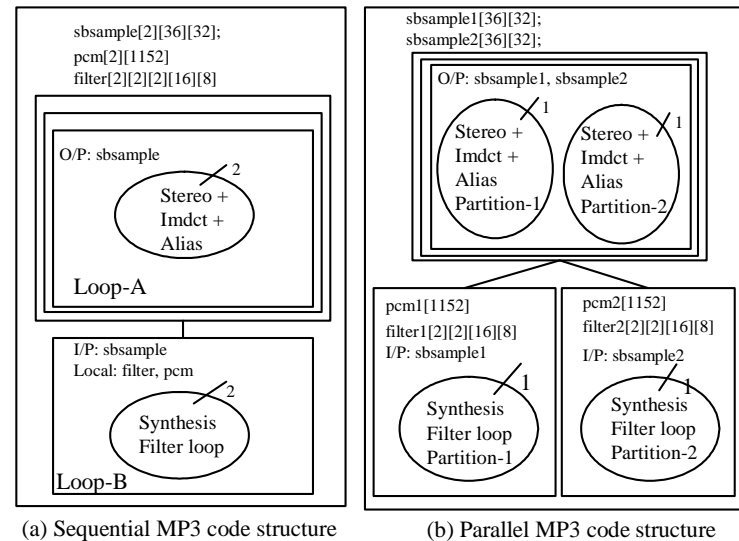 sbsample[2][36][32];
pcm[2][1152]
filter[2][2][2][16][8]
O/P: sbsample
2
Stereo +
Imdct +
Alias
Loop-A
I/P: sbsample
Local: filter, pcm
2
Synthesis
Filter loop
Loop-B
(a) Sequential MP3 code structure
sbsample1[36][32];
sbsample2[36][32];
O/P: sbsample1, sbsample2
1
Stereo +
Imdct +
Alias
Partition-1
1
Stereo +
Imdct +
Alias
Partition-2
pcm1[1152]
filter1[2][2][16][8]
I/P: sbsample1
1
Synthesis
Filter loop
Partition-1
pcm2[1152]
filter2[2][2][16][8]
I/P: sbsample2
1
Synthesis
Filter loop
Partition-2
(b) Parallel MP3 code structure